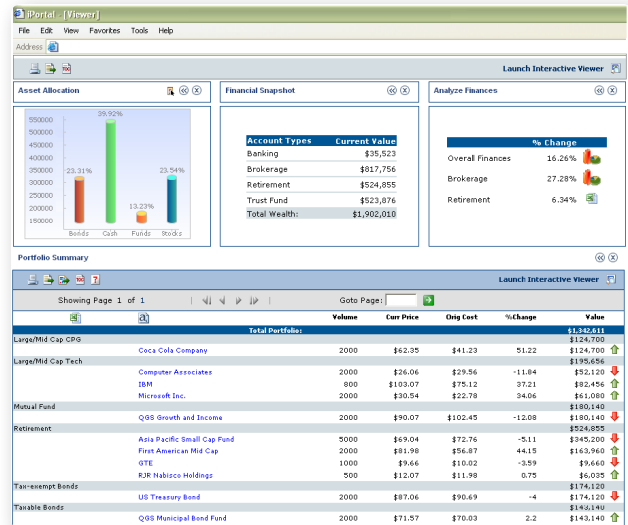 iPortal - [Viewer]
File Edit View Favorites Tools Help
Address
Launch Interactive Viewer
Asset Allocation
39.92%
23.31%
13.23%
23.54%
550000
500000
450000
400000
350000
300000
250000
200000
150000
Bonds Cash Funds Stocks
Financial Snapshot
Account Types Current Value
Banking $35,523
Brokerage $817,756
Retirement $524,855
Trust Fund $523,876
Total Wealth: $1,902,010
Analyze Finances
% Change
Overall Finances 16.26%
Brokerage 27.28%
Retirement 6.34%
Portfolio Summary
Launch Interactive Viewer
Showing Page 1 of 1 Goto Page:
Volume Curr Price Orig Cost %Change Value
Total Portfolio: $1,342,611
Large/Mid Cap CPG $124,700
Coca Cola Company 2000 $62.35 $41.23 51.22 $124,700
Large/Mid Cap Tech $195,656
Computer Associates 2000 $26.06 $29.56 -11.84 $52,120
IBM 800 $103.07 $75.12 37.21 $82,456
Microsoft Inc. 2000 $30.54 $22.78 34.06 $61,080
Mutual Fund $180,140
QGS Growth and Income 2000 $90.07 $102.45 -12.08 $180,140
Retirement $524,855
Asia Pacific Small Cap Fund 5000 $69.04 $72.76 -5.11 $345,200
First American Mid Cap 2000 $81.98 $56.87 44.15 $163,960
GTE 1000 $9.66 $10.02 -3.59 $9,660
RJR Nabisco Holdings 500 $12.07 $11.98 0.75 $6,035
Tax-exempt Bonds $174,120
US Treasury Bond 2000 $87.06 $90.69 -4 $174,120
Taxable Bonds $143,140
QGS Municipal Bond Fund 2000 $71.57 $70.03 2.2 $143,140